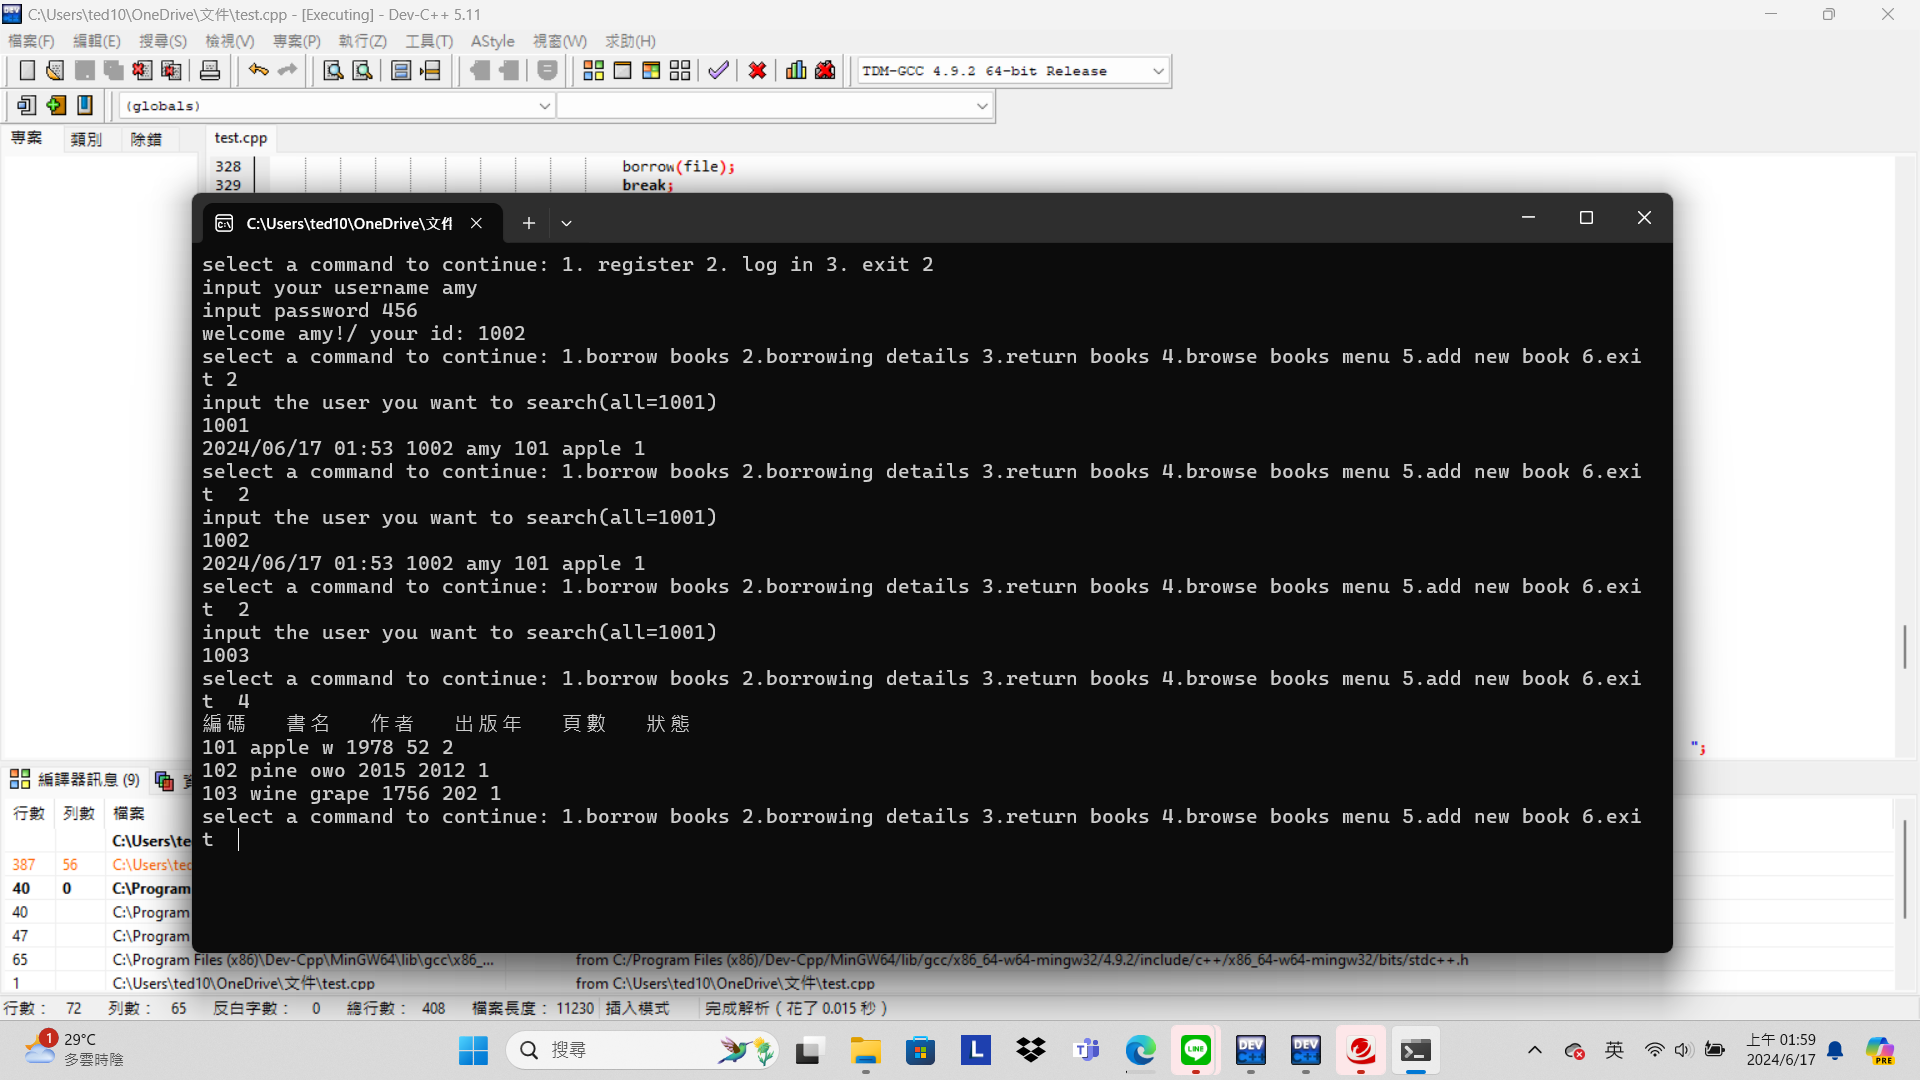 C:\Users\ted10\OneDrive\文件\test.cpp - [Executing] - Dev-C++ 5.11
檔案(F) 編輯(E) 搜尋(S) 檢視(V) 專案(P) 執行(Z) 工具(T) AStyle 視窗(W) 求助(H)
TDM-GCC 4.9.2 64-bit Release
(globals)
專案 類別 除錯 test.cpp
328 borrow(file);
329 break;
C:\Users\ted10\OneDrive\文件
select a command to continue: 1. register 2. log in 3. exit 2
input your username amy
input password 456
welcome amy!/ your id: 1002
select a command to continue: 1.borrow books 2.borrowing details 3.return books 4.browse books menu 5.add new book 6.exi
t 2
input the user you want to search(all=1001)
1001
2024/06/17 01:53 1002 amy 101 apple 1
select a command to continue: 1.borrow books 2.borrowing details 3.return books 4.browse books menu 5.add new book 6.exi
t  2
input the user you want to search(all=1001)
1002
2024/06/17 01:53 1002 amy 101 apple 1
select a command to continue: 1.borrow books 2.borrowing details 3.return books 4.browse books menu 5.add new book 6.exi
t  2
input the user you want to search(all=1001)
1003
select a command to continue: 1.borrow books 2.borrowing details 3.return books 4.browse books menu 5.add new book 6.exi
t  4
編碼 書名 作者 出版年 頁數 狀態
101 apple w 1978 52 2
102 pine owo 2015 2012 1
103 wine grape 1756 202 1
select a command to continue: 1.borrow books 2.borrowing details 3.return books 4.browse books menu 5.add new book 6.exi
t
";
編譯器訊息 (9)
行數 列數 檔案
C:\Users\te
387 56 C:\Users\ted
40 0 C:\Program
40 C:\Program
47 C:\Program
65 C:\Program Files (x86)\Dev-Cpp\MinGW64\lib\gcc\x86_... from C:/Program Files (x86)/Dev-Cpp/MinGW64/lib/gcc/x86_64-w64-mingw32/4.9.2/include/c++/x86_64-w64-mingw32/bits/stdc++.h
1 C:\Users\ted10\OneDrive\文件\test.cpp from C:\Users\ted10\OneDrive\文件\test.cpp
行數： 72 列數： 65 反白字數： 0 總行數： 408 檔案長度： 11230 插入模式 完成解析 ( 花了 0.015 秒 )
1 29°C
多雲時陰
搜尋
L
LINE
DEV C++
DEV C++
英
上午 01:59
2024/6/17
PRE